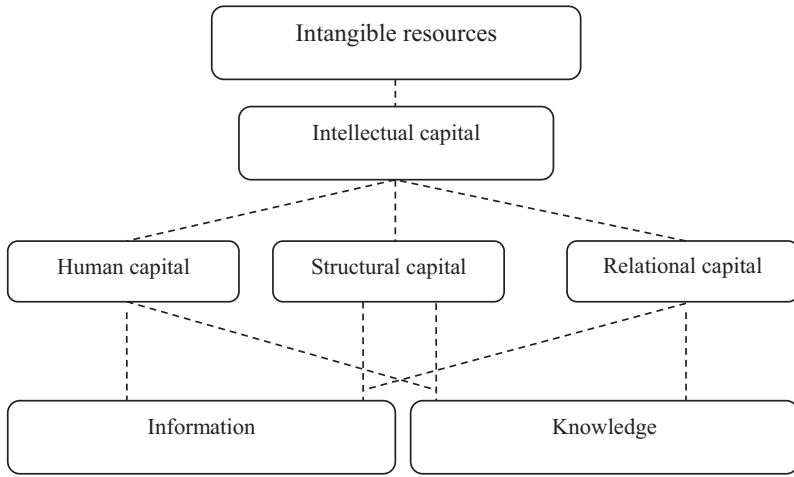 Intangible resources
Intellectual capital
Human capital
Structural capital
Relational capital
Information
Knowledge